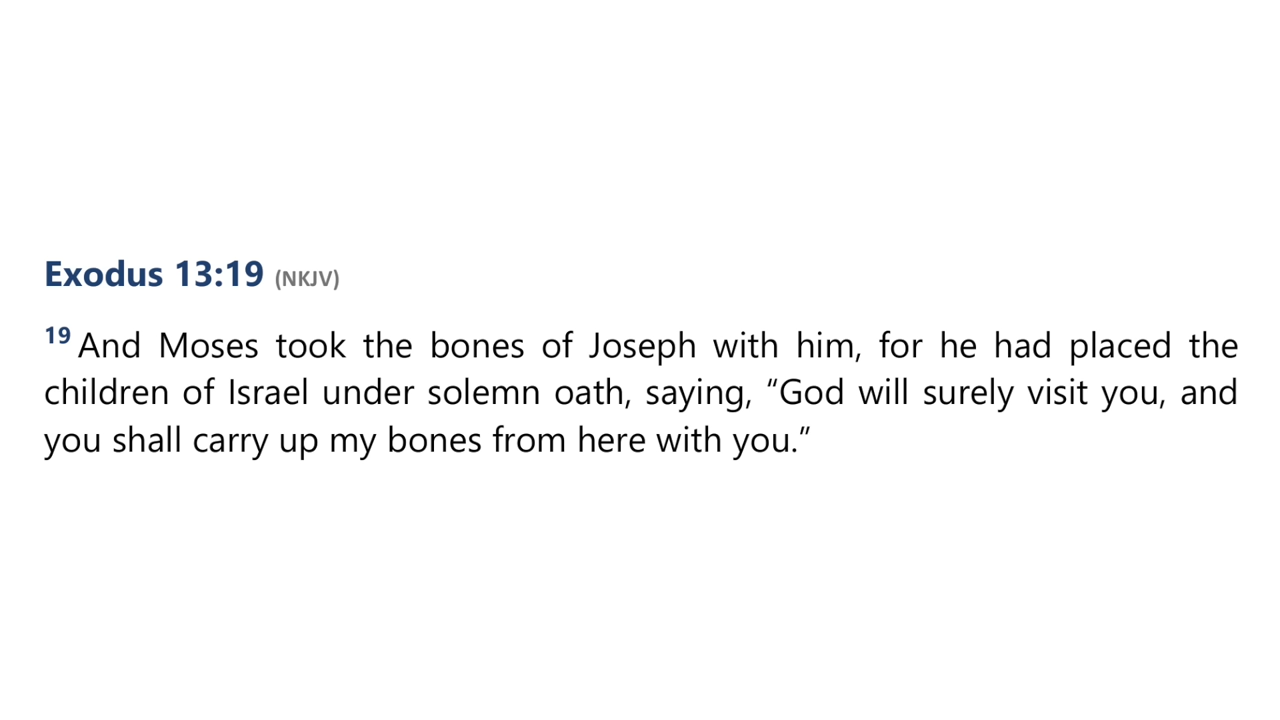 Exodus 13:19 (NKJV)
19 And Moses took the bones of Joseph with him, for he had placed the
children of Israel under solemn oath, saying, “God will surely visit you, and
you shall carry up my bones from here with you.”